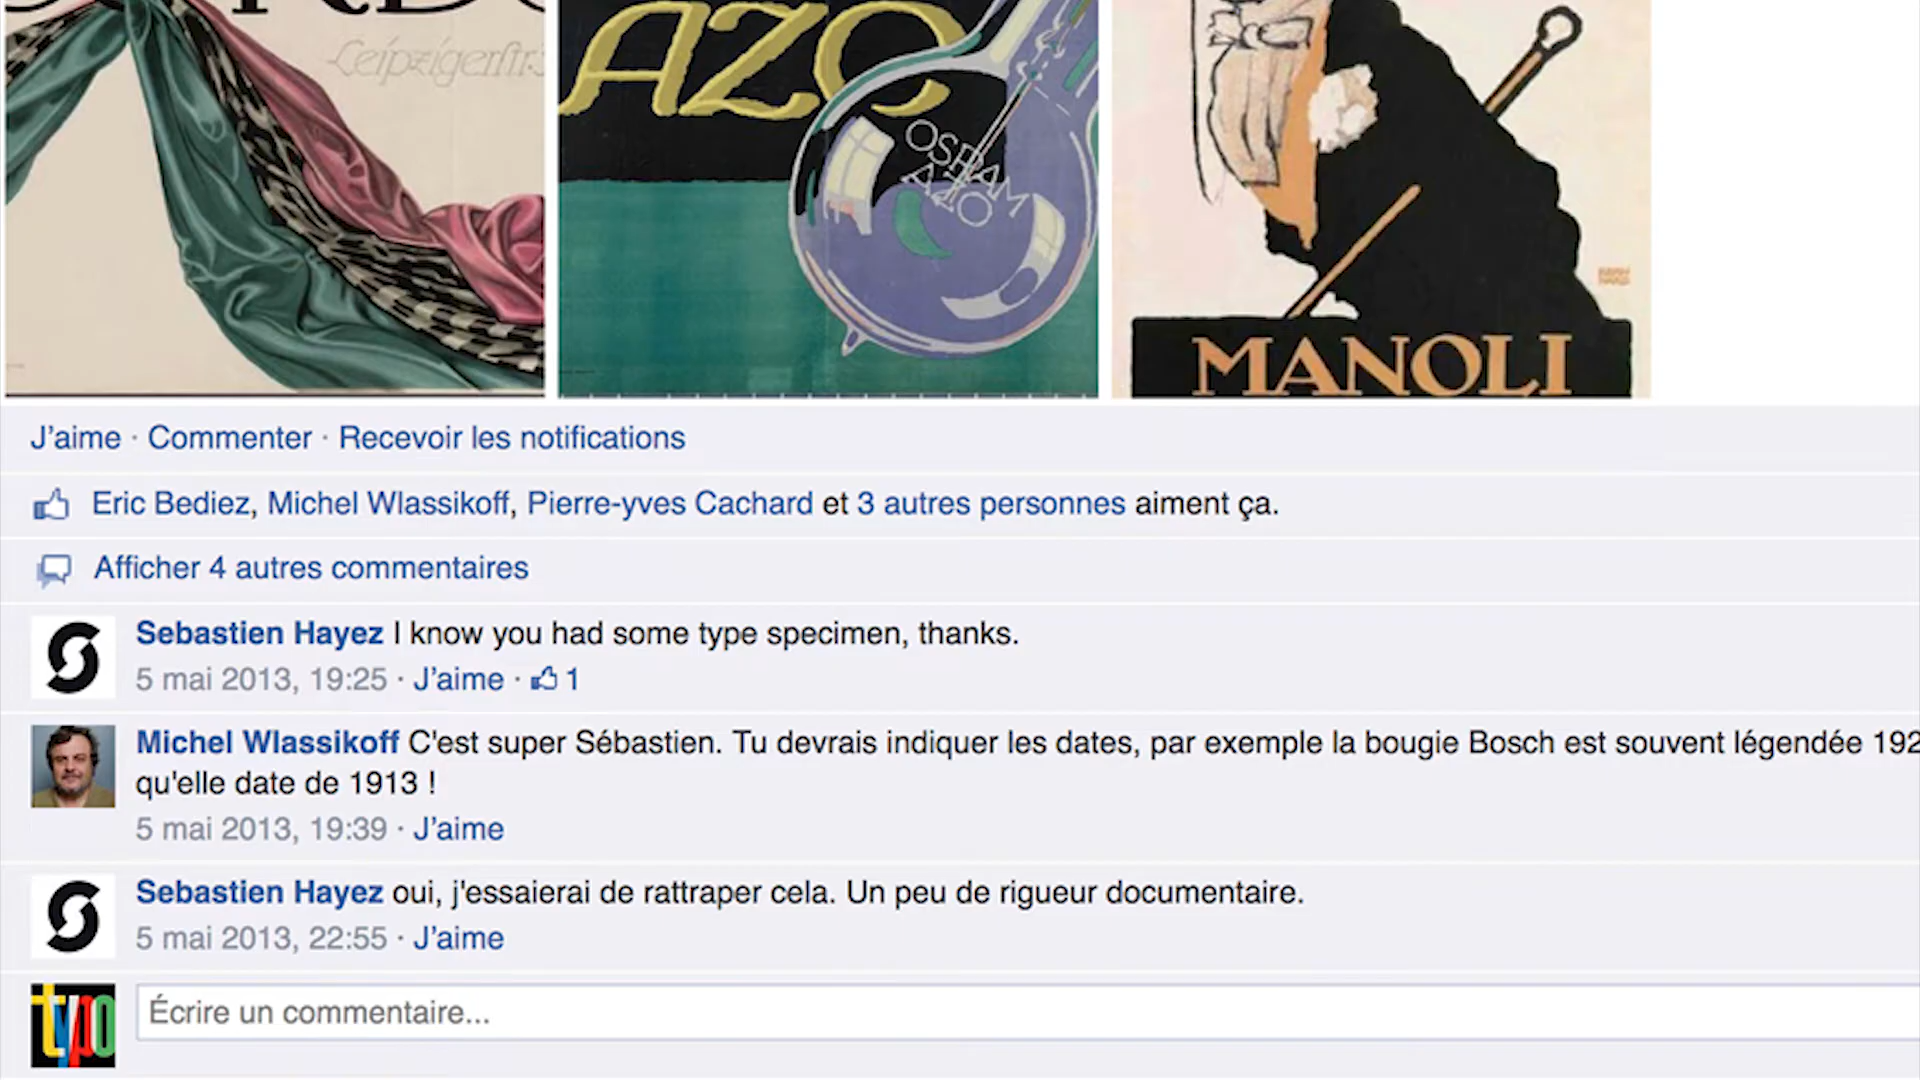 Leipzigerstr.
AZO
OSRAM
AZO
MANOLI
J'aime · Commenter · Recevoir les notifications
Eric Bediez, Michel Wlassikoff, Pierre-yves Cachard et 3 autres personnes aiment ça.
Afficher 4 autres commentaires
Sebastien Hayez I know you had some type specimen, thanks.
5 mai 2013, 19:25 · J'aime · 1
Michel Wlassikoff C'est super Sébastien. Tu devrais indiquer les dates, par exemple la bougie Bosch est souvent légendée 192
qu'elle date de 1913 !
5 mai 2013, 19:39 · J'aime
Sebastien Hayez oui, j'essaierai de rattraper cela. Un peu de rigueur documentaire.
5 mai 2013, 22:55 · J'aime
typo
Écrire un commentaire...